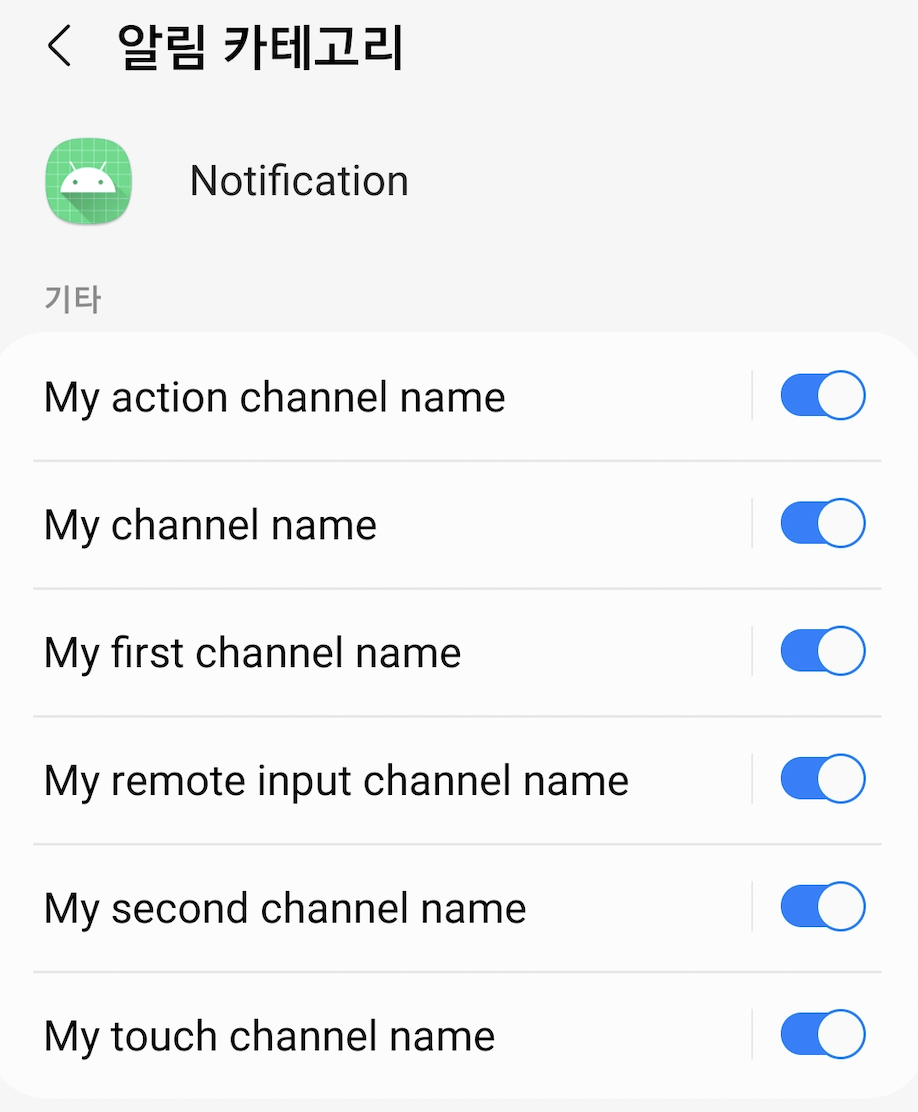 알림 카테고리
Notification
기타
My action channel name
My channel name
My first channel name
My remote input channel name
My second channel name
My touch channel name